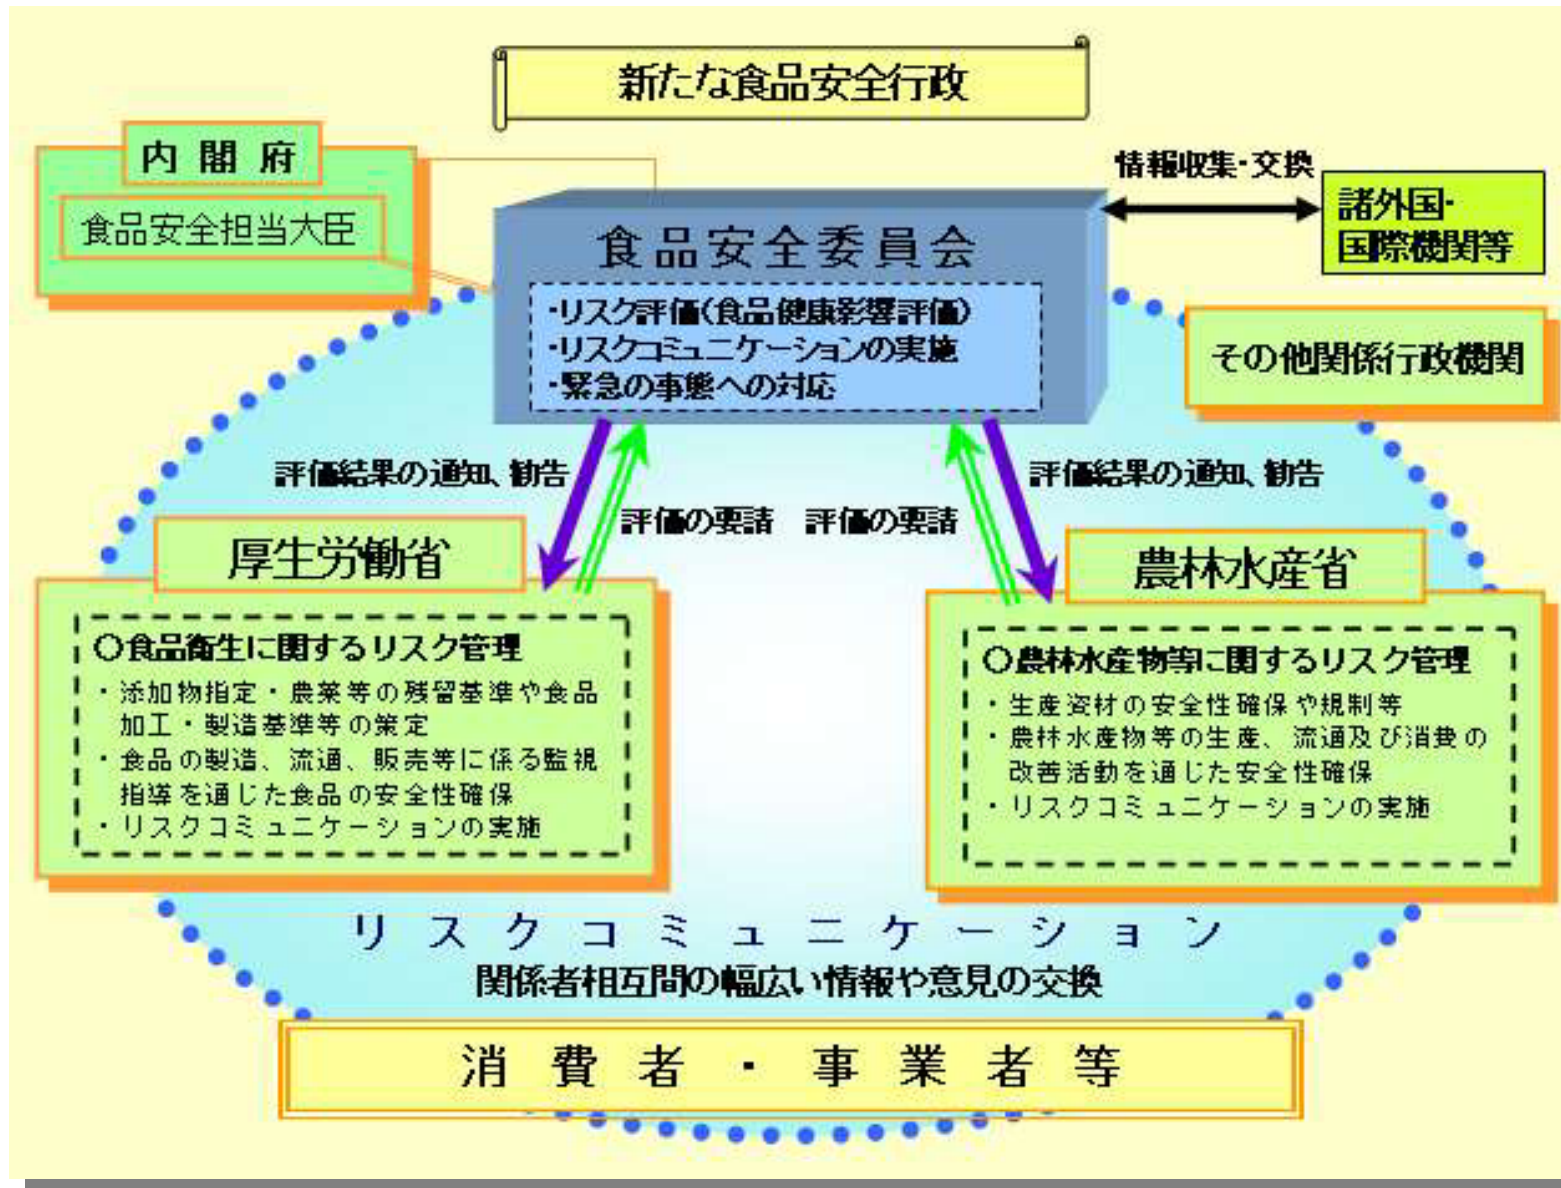 新たな食品安全行政
内閣府
食品安全担当大臣
情報収集・交換
諸外国・
国際機関等
食品安全委員会
・リスク評価(食品健康影響評価)
・リスクコミュニケーションの実施
・緊急の事態への対応
その他関係行政機関
評価結果の通知、勧告
評価の要請
評価の要請
評価結果の通知、勧告
厚生労働省
〇食品衛生に関するリスク管理
・添加物指定・農薬等の残留基準や食品
加工・製造基準等の策定
・食品の製造、流通、販売等に係る監視
指導を通じた食品の安全性確保
・リスクコミュニケーションの実施
農林水産省
〇農林水産物等に関するリスク管理
・生産資材の安全性確保や規制等
・農林水産物等の生産、流通及び消費の
改善活動を通じた安全性確保
・リスクコミュニケーションの実施
リスクコミュニケーション
関係者相互間の幅広い情報や意見の交換
消費者・事業者等